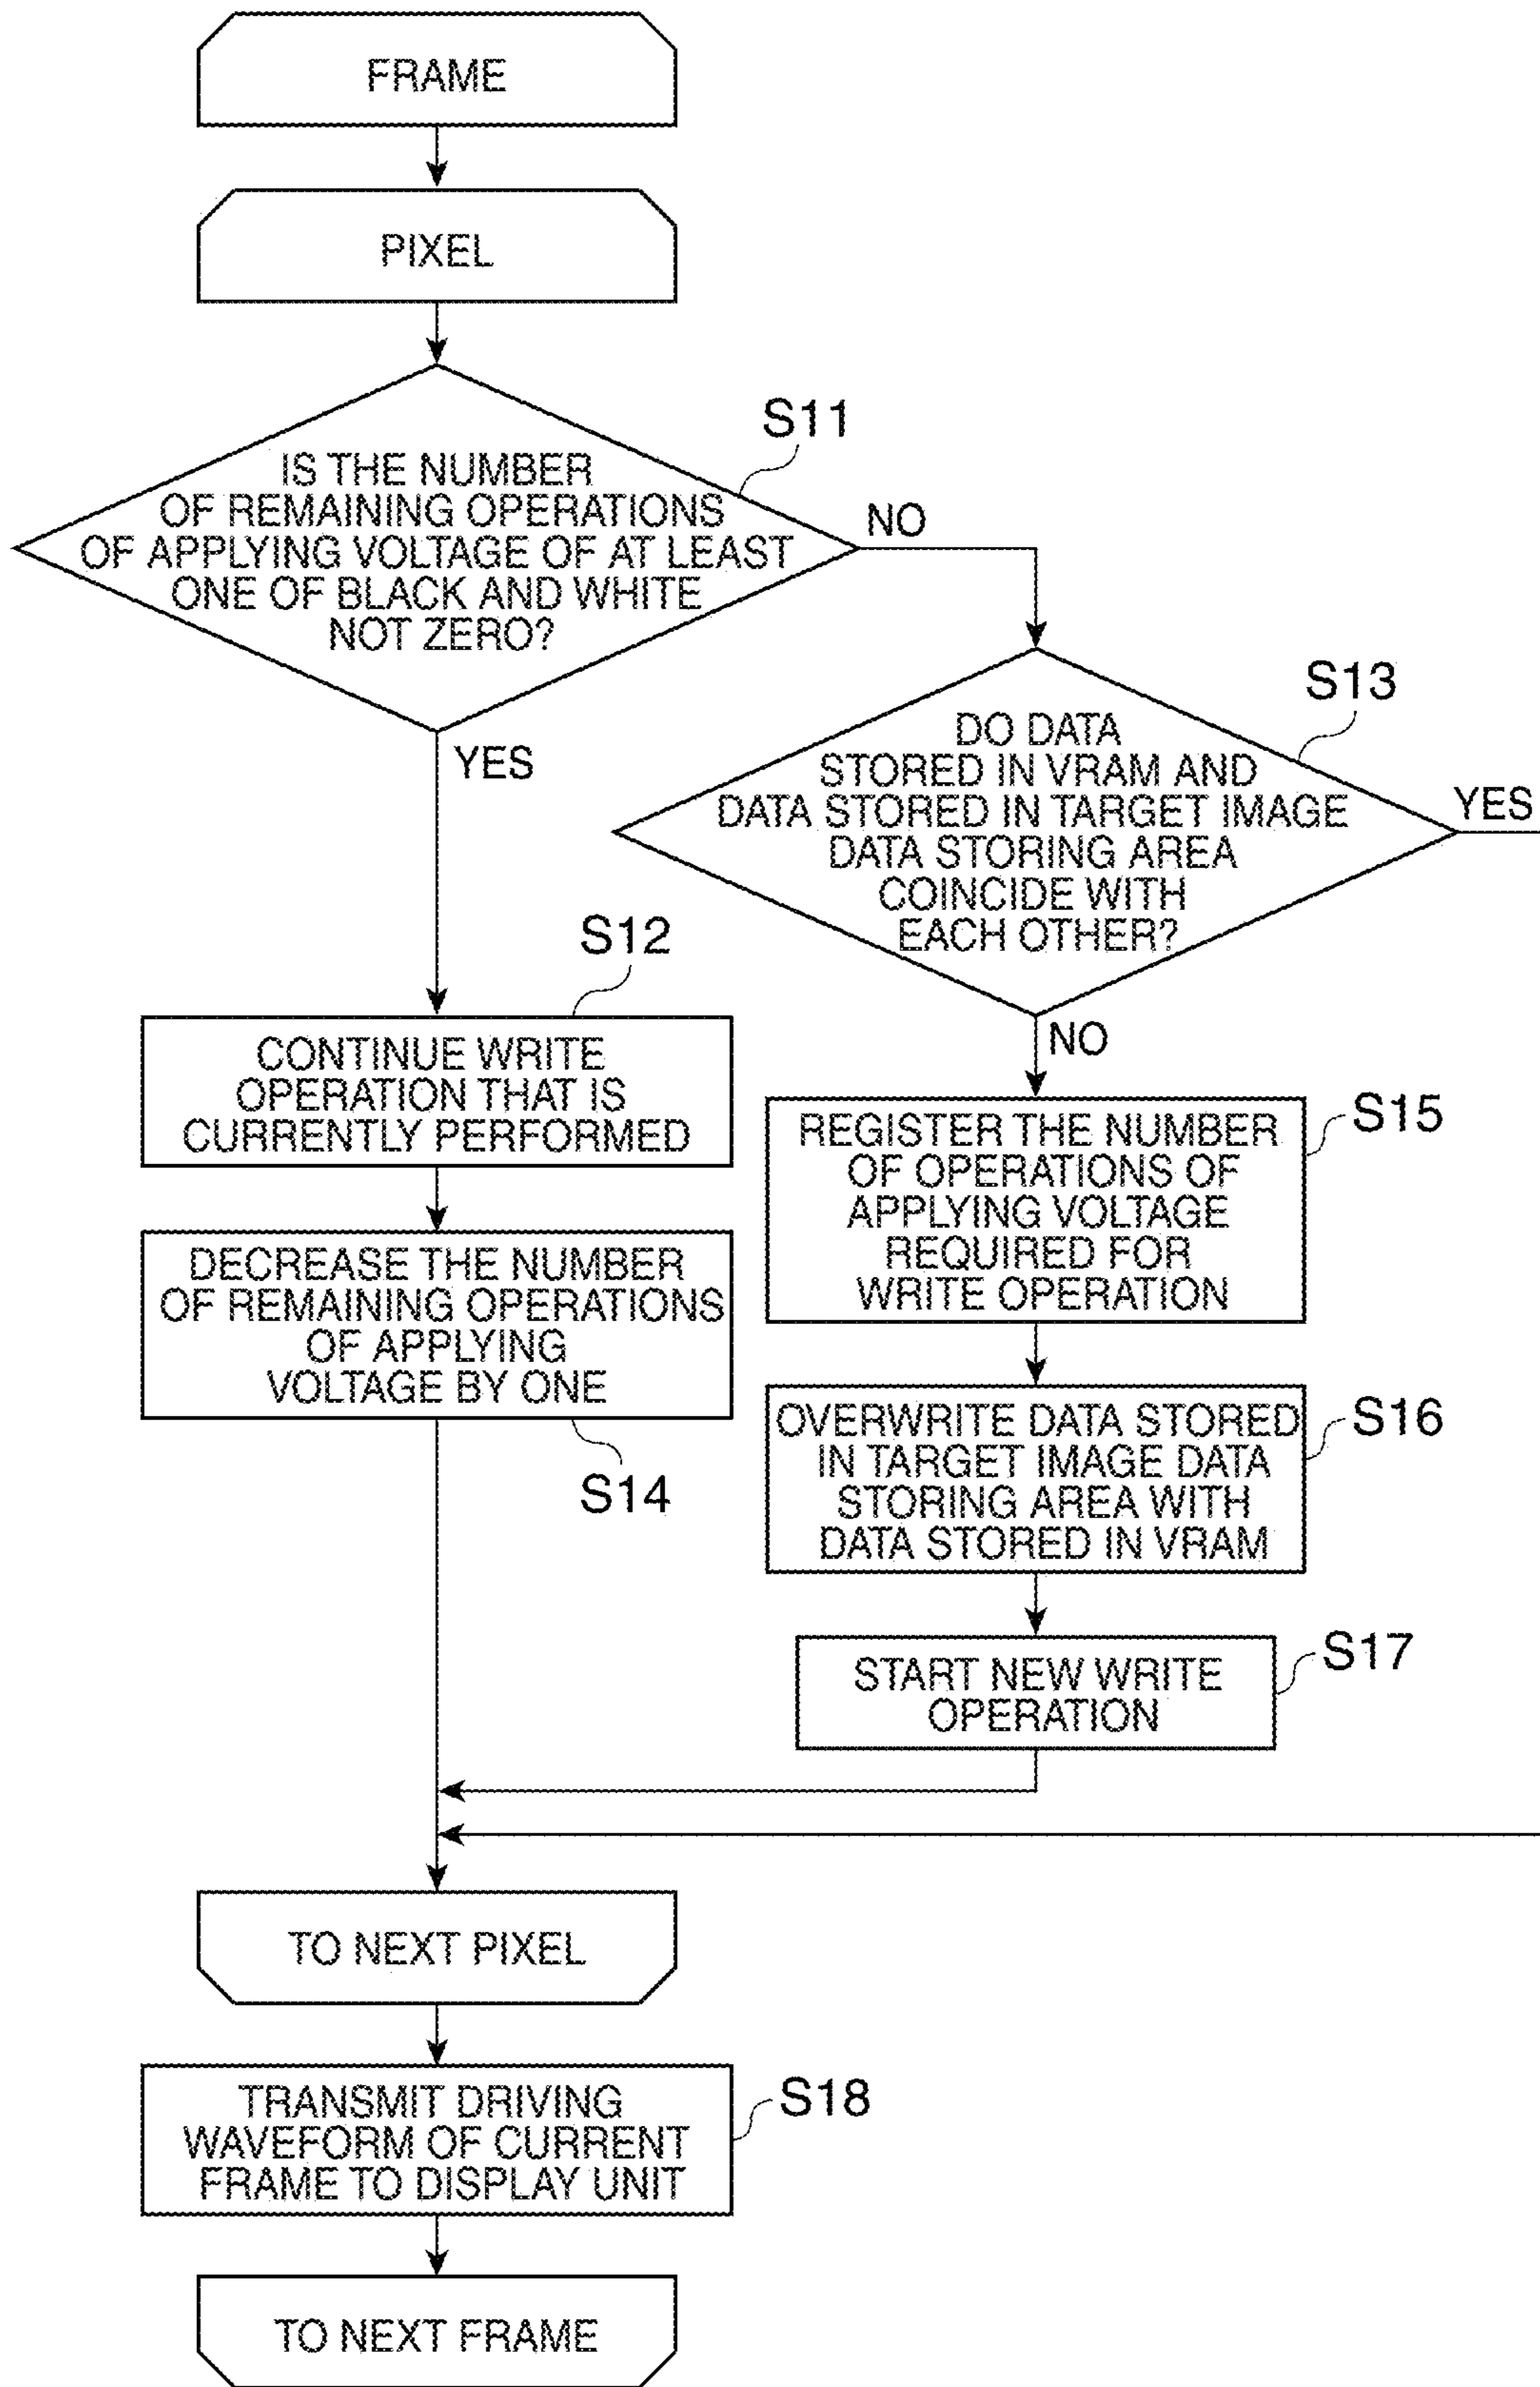 FRAME
PIXEL
S11
IS THE NUMBER
OF REMAINING OPERATIONS
OF APPLYING VOLTAGE OF AT LEAST
ONE OF BLACK AND WHITE
NOT ZERO?
NO
YES
S13
DO DATA
STORED IN VRAM AND
DATA STORED IN TARGET IMAGE
DATA STORING AREA
COINCIDE WITH
EACH OTHER?
YES
NO
S12
CONTINUE WRITE
OPERATION THAT IS
CURRENTLY PERFORMED
DECREASE THE NUMBER
OF REMAINING OPERATIONS
OF APPLYING
VOLTAGE BY ONE
S14
S15
REGISTER THE NUMBER
OF OPERATIONS OF
APPLYING VOLTAGE
REQUIRED FOR
WRITE OPERATION
S16
OVERWRITE DATA STORED
IN TARGET IMAGE DATA
STORING AREA WITH
DATA STORED IN VRAM
S17
START NEW WRITE
OPERATION
TO NEXT PIXEL
S18
TRANSMIT DRIVING
WAVEFORM OF CURRENT
FRAME TO DISPLAY UNIT
TO NEXT FRAME